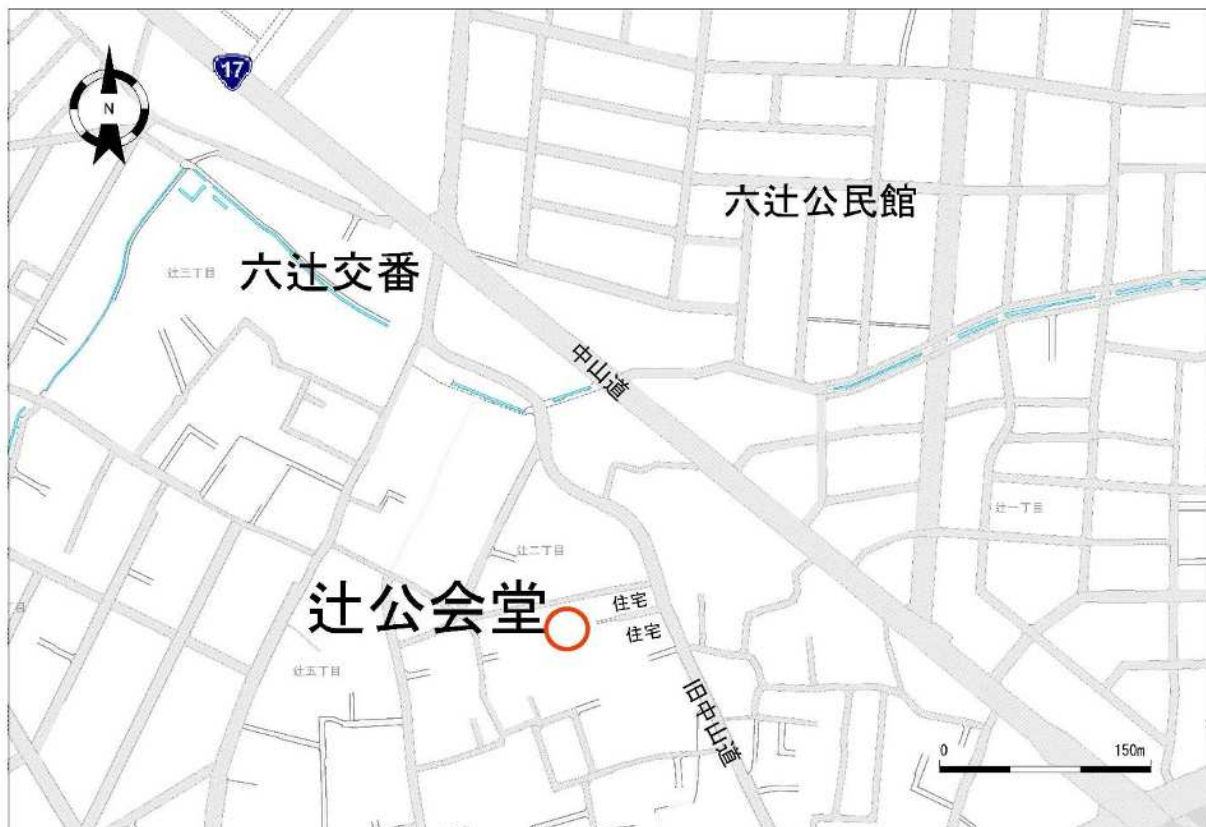 17
N
六辻公民館
六辻交番
辻三丁目
中山道
辻一丁目
辻二丁目
辻公会堂
住宅
住宅
辻五丁目
旧中山道
0 150m